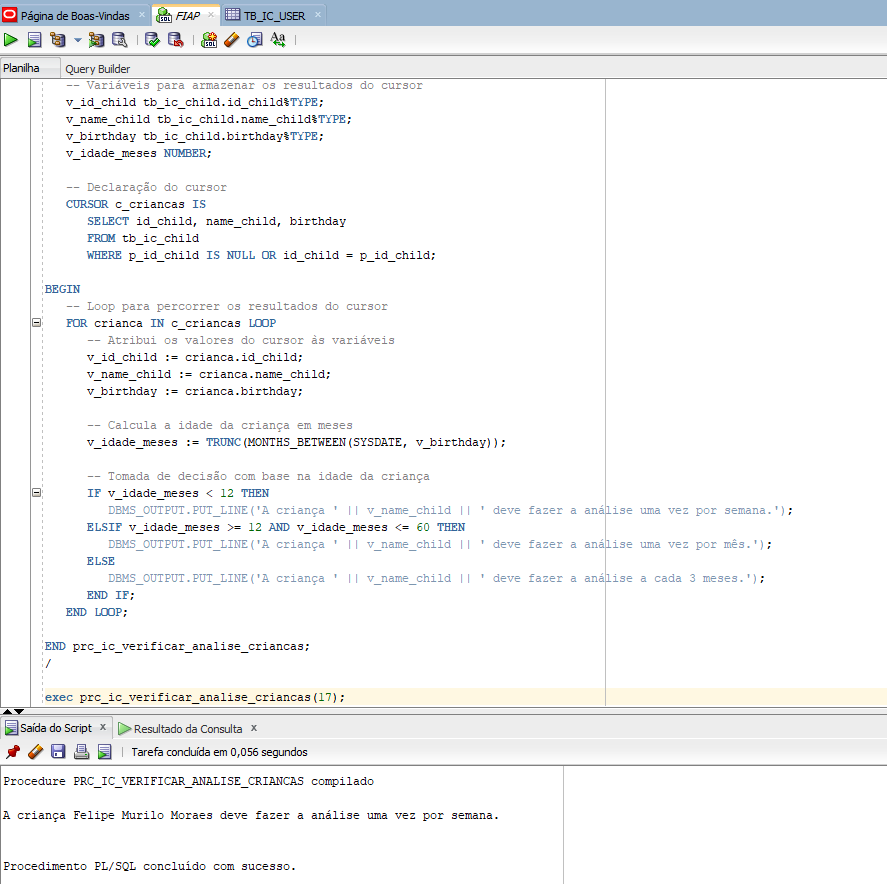 Página de Boas-Vindas × FIAP × TB_IC_USER ×
Planilha Query Builder
-- Variáveis para armazenar os resultados do cursor
v_id_child tb_ic_child.id_child%TYPE;
v_name_child tb_ic_child.name_child%TYPE;
v_birthday tb_ic_child.birthday%TYPE;
v_idade_meses NUMBER;
-- Declaração do cursor
CURSOR c_criancas IS
SELECT id_child, name_child, birthday
FROM tb_ic_child
WHERE p_id_child IS NULL OR id_child = p_id_child;
BEGIN
-- Loop para percorrer os resultados do cursor
FOR crianca IN c_criancas LOOP
-- Atribui os valores do cursor às variáveis
v_id_child := crianca.id_child;
v_name_child := crianca.name_child;
v_birthday := crianca.birthday;
-- Calcula a idade da criança em meses
v_idade_meses := TRUNC(MONTHS_BETWEEN(SYSDATE, v_birthday));
-- Tomada de decisão com base na idade da criança
IF v_idade_meses < 12 THEN
DBMS_OUTPUT.PUT_LINE('A criança ' || v_name_child || ' deve fazer a análise uma vez por semana.');
ELSIF v_idade_meses >= 12 AND v_idade_meses <= 60 THEN
DBMS_OUTPUT.PUT_LINE('A criança ' || v_name_child || ' deve fazer a análise uma vez por mês.');
ELSE
DBMS_OUTPUT.PUT_LINE('A criança ' || v_name_child || ' deve fazer a análise a cada 3 meses.');
END IF;
END LOOP;
END prc_ic_verificar_analise_criancas;
/
exec prc_ic_verificar_analise_criancas(17);
Saída do Script × Resultado da Consulta ×
Tarefa concluída em 0,056 segundos
Procedure PRC_IC_VERIFICAR_ANALISE_CRIANCAS compilado
A criança Felipe Murilo Moraes deve fazer a análise uma vez por semana.
Procedimento PL/SQL concluído com sucesso.